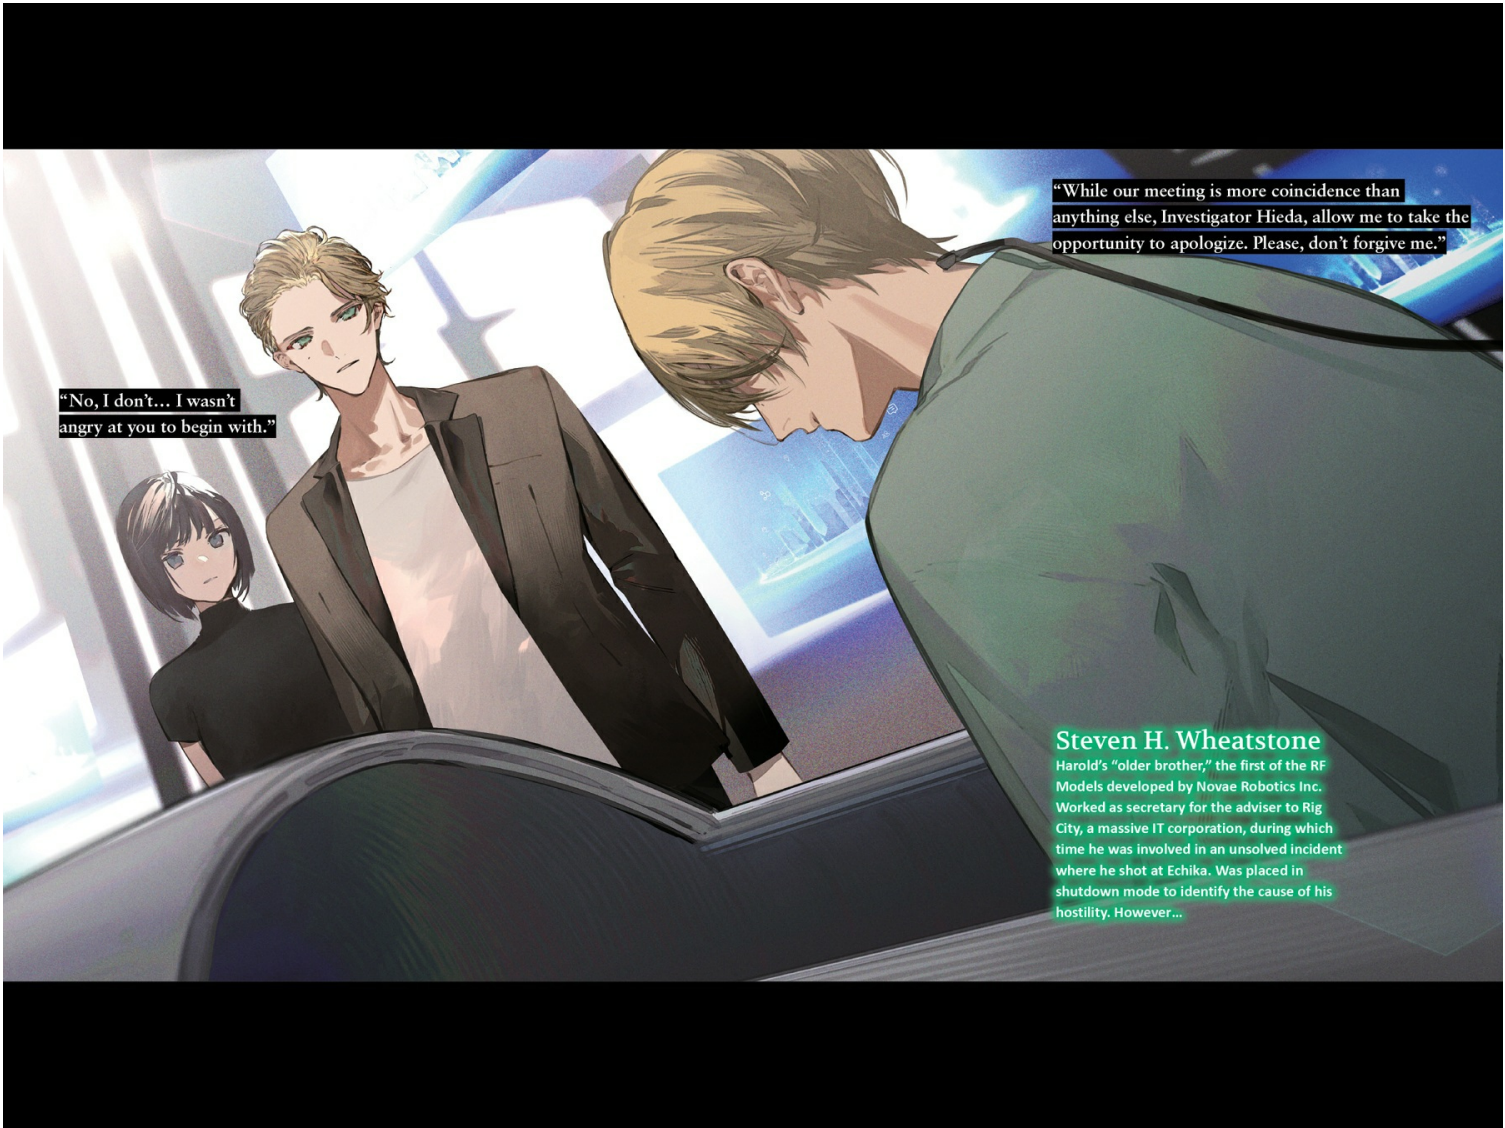 “While our meeting is more coincidence than
anything else, Investigator Hieda, allow me to take the
opportunity to apologize. Please, don’t forgive me.”
“No, I don’t… I wasn’t
angry at you to begin with.”
Steven H. Wheatstone
Harold’s “older brother,” the first of the RF
Models developed by Novae Robotics Inc.
Worked as secretary for the adviser to Rig
City, a massive IT corporation, during which
time he was involved in an unsolved incident
where he shot at Echika. Was placed in
shutdown mode to identify the cause of his
hostility. However…